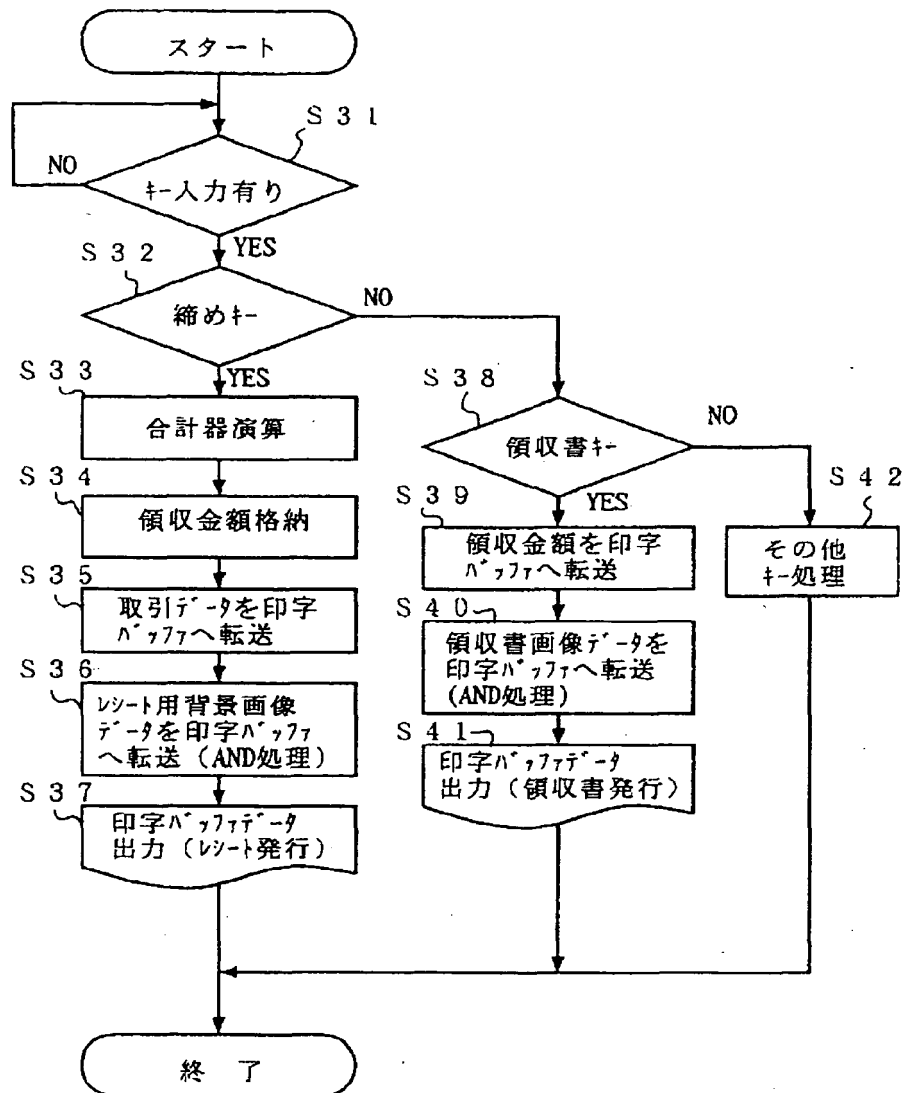 スタート
S31
NO
キー入力有り
YES
S32
締めキー
NO
YES
S33
合計器演算
S34
領収金額格納
S35
取引データを印字
バッファへ転送
S36
レシート用背景画像
データを印字バッファ
へ転送（AND処理）
S37
印字バッファデータ
出力（レシート発行）
S38
領収書キー
NO
YES
S39
領収金額を印字
バッファへ転送
S40
領収書画像データを
印字バッファへ転送
(AND処理)
S41
印字バッファデータ
出力（領収書発行）
S42
その他
キー処理
終了